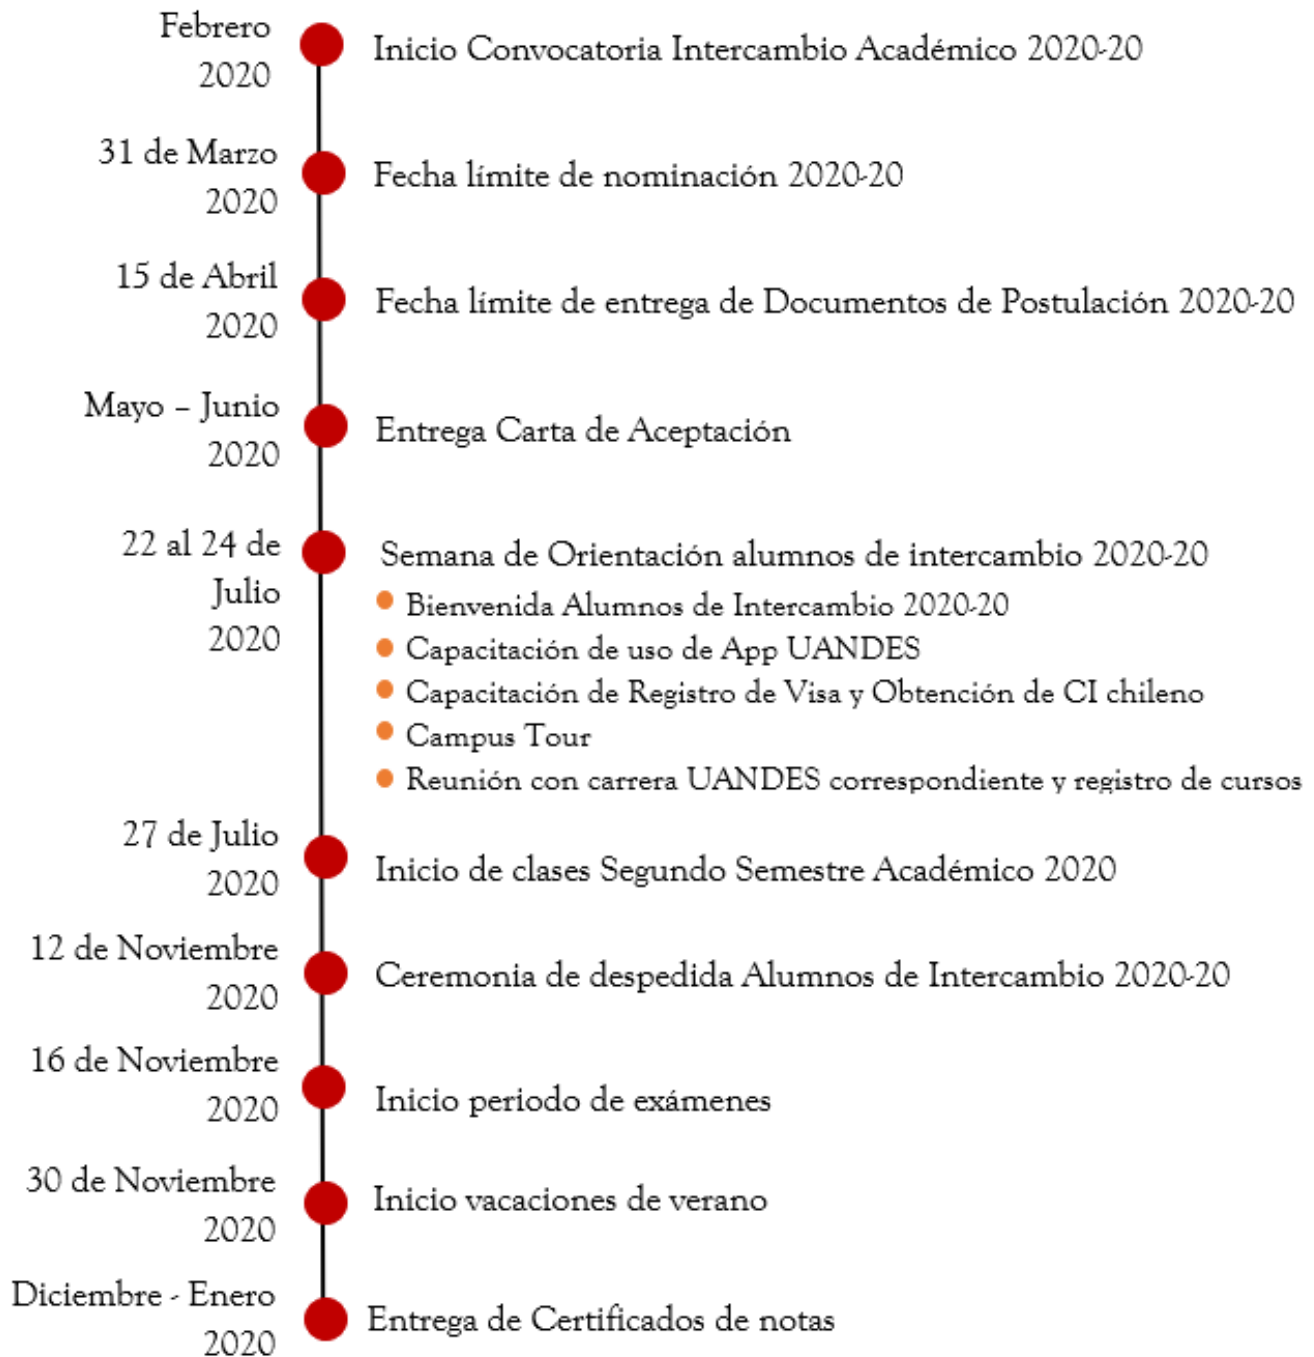 Febrero
2020
Inicio Convocatoria Intercambio Académico 2020-20
31 de Marzo
2020
Fecha límite de nominación 2020-20
15 de Abril
2020
Fecha límite de entrega de Documentos de Postulación 2020-20
Mayo – Junio
2020
Entrega Carta de Aceptación
22 al 24 de
Julio
2020
Semana de Orientación alumnos de intercambio 2020-20
Bienvenida Alumnos de Intercambio 2020-20
Capacitación de uso de App UANDES
Capacitación de Registro de Visa y Obtención de CI chileno
Campus Tour
Reunión con carrera UANDES correspondiente y registro de cursos
27 de Julio
2020
Inicio de clases Segundo Semestre Académico 2020
12 de Noviembre
2020
Ceremonia de despedida Alumnos de Intercambio 2020-20
16 de Noviembre
2020
Inicio periodo de exámenes
30 de Noviembre
2020
Inicio vacaciones de verano
Diciembre - Enero
2020
Entrega de Certificados de notas